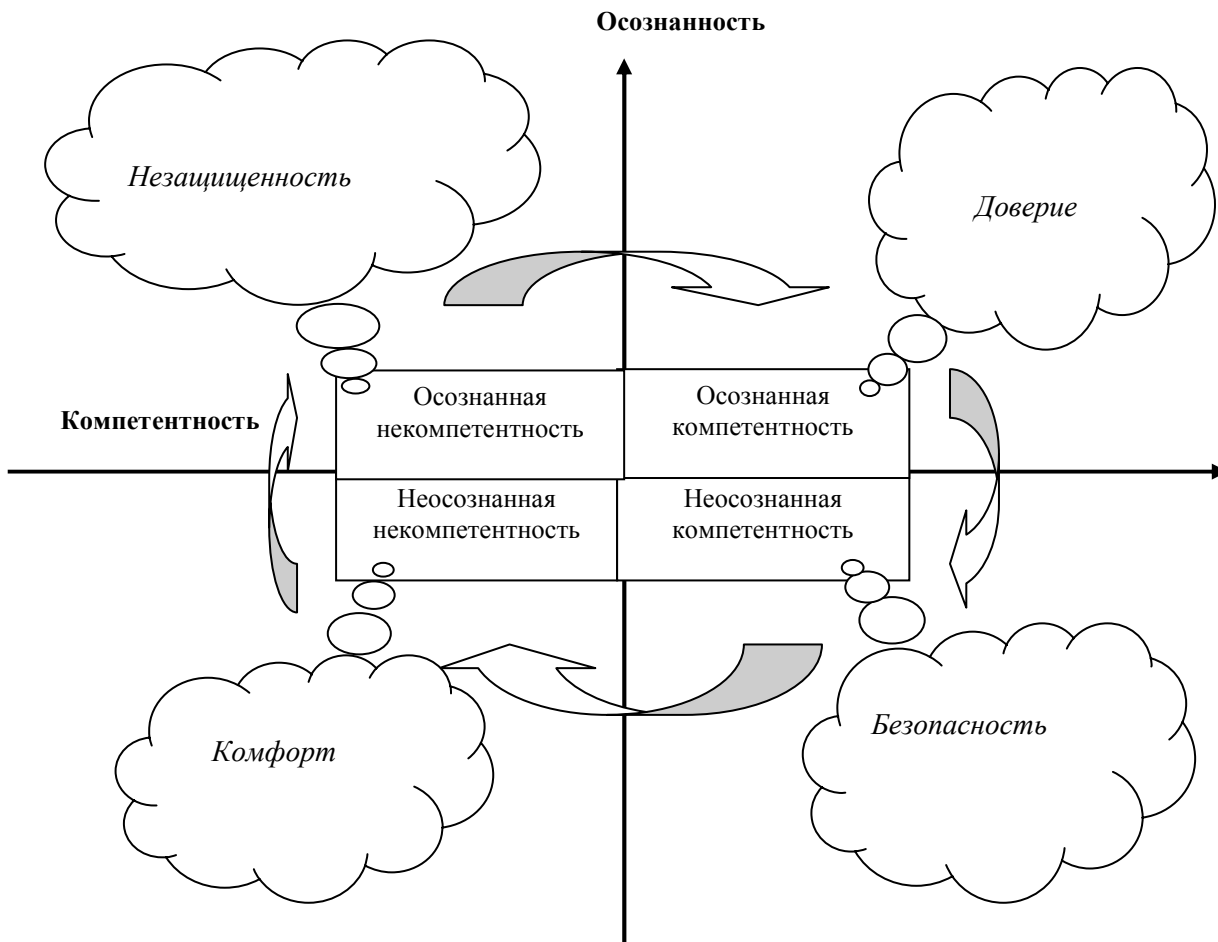 Осознанность
Незащищенность
Доверие
Компетентность
Осознанная
некомпетентность
Осознанная
компетентность
Неосознанная
некомпетентность
Неосознанная
компетентность
Комфорт
Безопасность